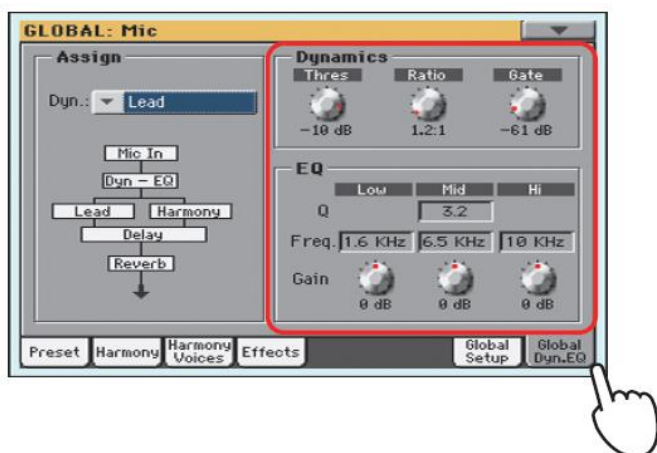 GLOBAL: Mic
Assign
Dyn.: Lead
Mic In
Dyn - EQ
Lead Harmony
Delay
Reverb
Dynamics
Thres Ratio Gate
-10 dB 1.2:1 -61 dB
EQ
Low Mid Hi
Q 3.2
Freq. 1.6 KHz 6.5 KHz 10 KHz
Gain
0 dB 0 dB 0 dB
Preset Harmony Harmony Voices Effects Global Setup Global Dyn.EQ